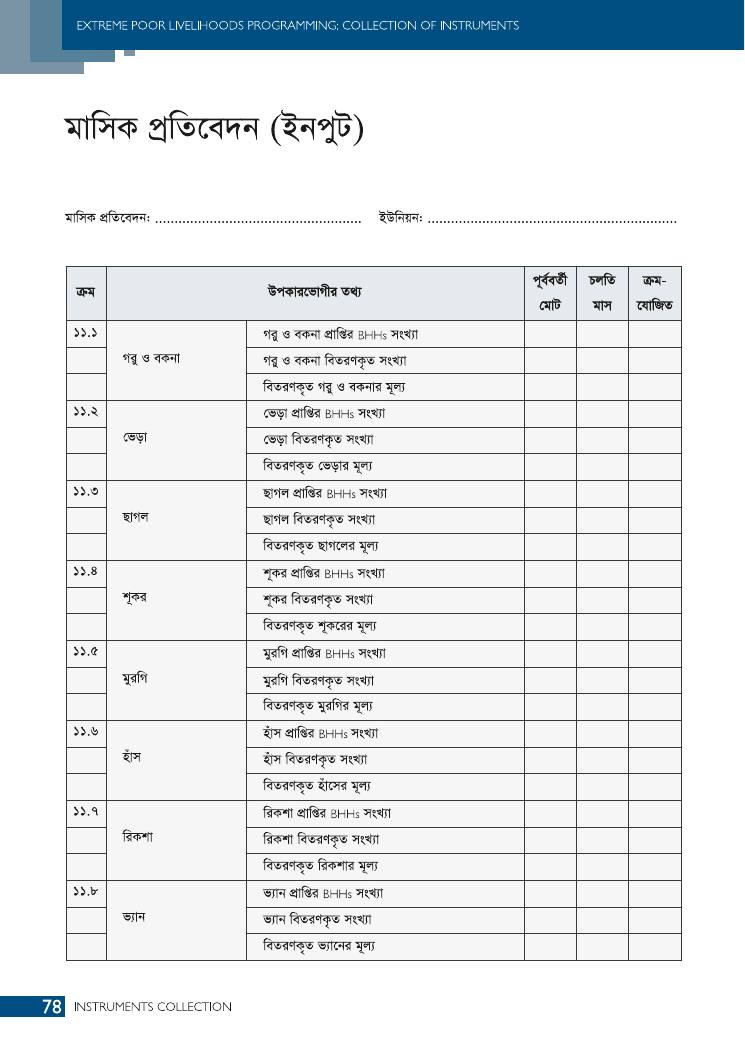 EXTREME POOR LIVELIHOODS PROGRAMMING: COLLECTION OF INSTRUMENTS
মাসিক প্রতিবেদন (ইনপুট)
মাসিক প্রতিবেদন: ..................................................... ইউনিয়ন: ................................................................
ক্রম উপকারভোগীর তথ্য পূর্ববর্তী মোট চলতি মাস ক্রম-যোজিত
১১.১ গরু ও বকনা গরু ও বকনা প্রাপ্তির BHHs সংখ্যা
গরু ও বকনা বিতরণকৃত সংখ্যা
বিতরণকৃত গরু ও বকনার মূল্য
১১.২ ভেড়া ভেড়া প্রাপ্তির BHHs সংখ্যা
ভেড়া বিতরণকৃত সংখ্যা
বিতরণকৃত ভেড়ার মূল্য
১১.৩ ছাগল ছাগল প্রাপ্তির BHHs সংখ্যা
ছাগল বিতরণকৃত সংখ্যা
বিতরণকৃত ছাগলের মূল্য
১১.৪ শূকর শূকর প্রাপ্তির BHHs সংখ্যা
শূকর বিতরণকৃত সংখ্যা
বিতরণকৃত শূকরের মূল্য
১১.৫ মুরগি মুরগি প্রাপ্তির BHHs সংখ্যা
মুরগি বিতরণকৃত সংখ্যা
বিতরণকৃত মুরগির মূল্য
১১.৬ হাঁস হাঁস প্রাপ্তির BHHs সংখ্যা
হাঁস বিতরণকৃত সংখ্যা
বিতরণকৃত হাঁসের মূল্য
১১.৭ রিকশা রিকশা প্রাপ্তির BHHs সংখ্যা
রিকশা বিতরণকৃত সংখ্যা
বিতরণকৃত রিকশার মূল্য
১১.৮ ভ্যান ভ্যান প্রাপ্তির BHHs সংখ্যা
ভ্যান বিতরণকৃত সংখ্যা
বিতরণকৃত ভ্যানের মূল্য
78 INSTRUMENTS COLLECTION